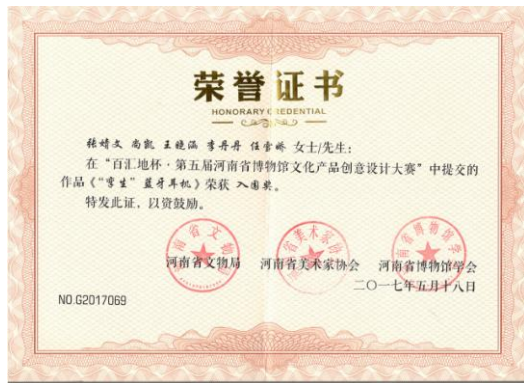 荣誉证书
HONORARY CREDENTIAL
张婧文 尚凯 王晓涵 李丹丹 任雪娇 女士/先生:
在“百汇地杯·第五届河南省博物馆文化产品创意设计大赛”中提交的
作品《“孪生”蓝牙耳机》荣获 入围奖。
特发此证，以资鼓励。
河南省文物局 河南省美术家协会 河南省博物馆学会
二〇一七年五月十八日
NO.G2017069